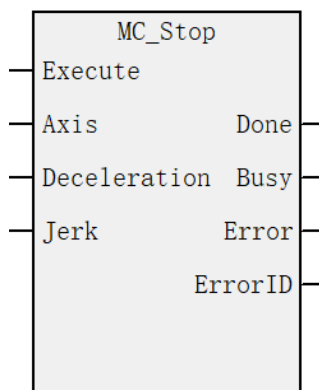 MC_Stop
Execute
Axis Done
Deceleration Busy
Jerk Error
ErrorID